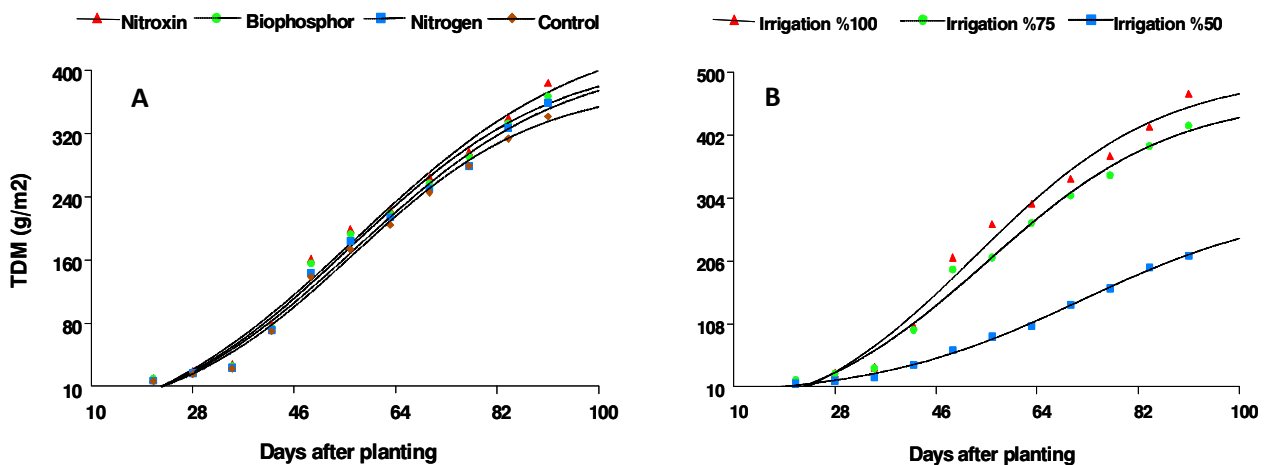 Nitroxin Biophosphor Nitrogen Control
A
TDM (g/m2)
400
320
240
160
80
10
10 28 46 64 82 100
Days after planting
Irrigation %100 Irrigation %75 Irrigation %50
B
500
402
304
206
108
10
10 28 46 64 82 100
Days after planting